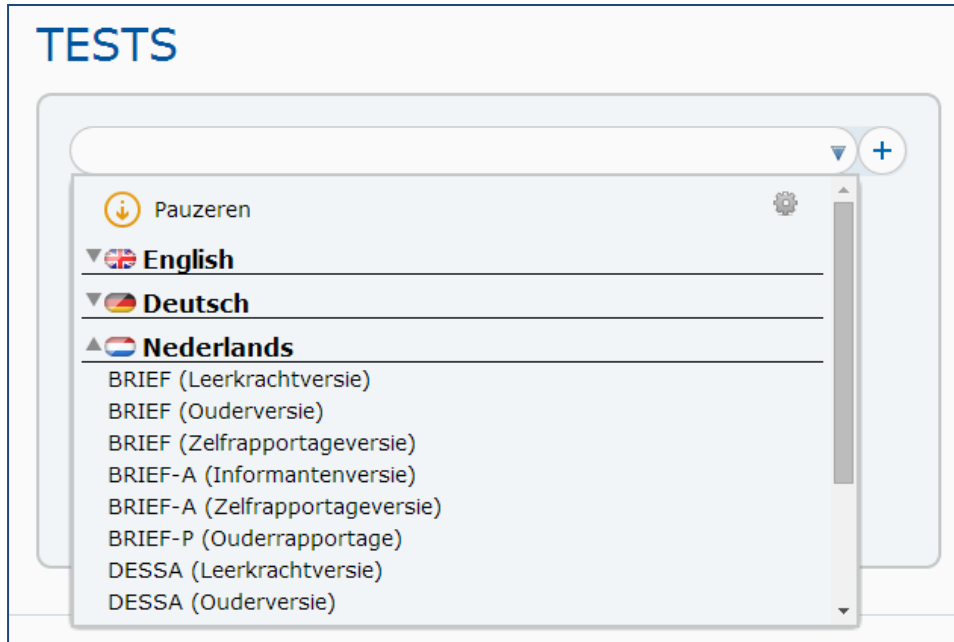 TESTS
+
Pauzeren
English
Deutsch
Nederlands
BRIEF (Leerkrachtversie)
BRIEF (Ouderversie)
BRIEF (Zelfrapportageversie)
BRIEF-A (Informantenversie)
BRIEF-A (Zelfrapportageversie)
BRIEF-P (Ouderrapportage)
DESSA (Leerkrachtversie)
DESSA (Ouderversie)